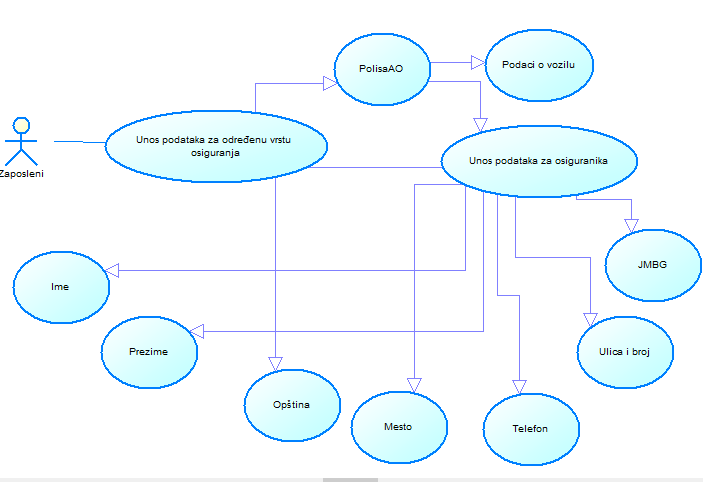 PolisaAO
Podaci o vozilu
Unos podataka za određenu vrstu
osiguranja
Unos podataka za osiguranika
Zaposleni
JMBG
Ime
Prezime
Ulica i broj
Opština
Mesto
Telefon